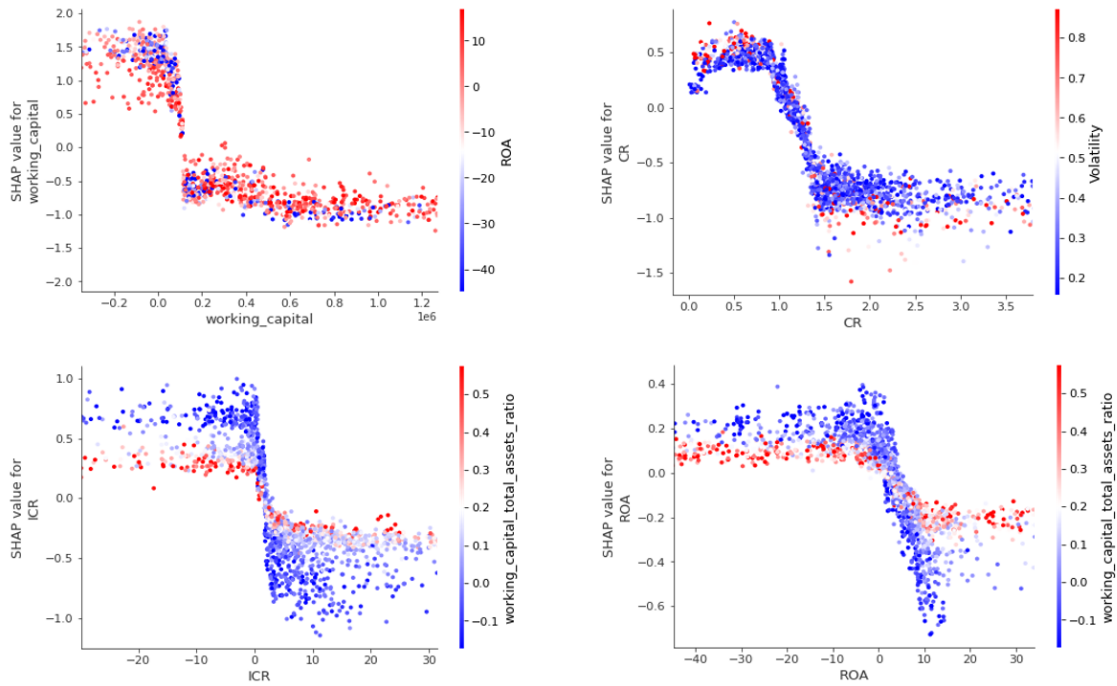 2.0
1.5
1.0
0.5
0.0
−0.5
−1.0
−1.5
−2.0
SHAP value for
working_capital
−0.2 0.0 0.2 0.4 0.6 0.8 1.0 1.2
1e6
working_capital
10
0
−10
−20
−30
−40
ROA
0.5
0.0
−0.5
−1.0
−1.5
SHAP value for
CR
0.0 0.5 1.0 1.5 2.0 2.5 3.0 3.5
CR
0.8
0.7
0.6
0.5
0.4
0.3
0.2
Volatility
1.0
0.5
0.0
−0.5
−1.0
SHAP value for
ICR
−20 −10 0 10 20 30
ICR
0.5
0.4
0.3
0.2
0.1
0.0
−0.1
working_capital_total_assets_ratio
0.4
0.2
0.0
−0.2
−0.4
−0.6
SHAP value for
ROA
−40 −30 −20 −10 0 10 20 30
ROA
0.5
0.4
0.3
0.2
0.1
0.0
−0.1
working_capital_total_assets_ratio